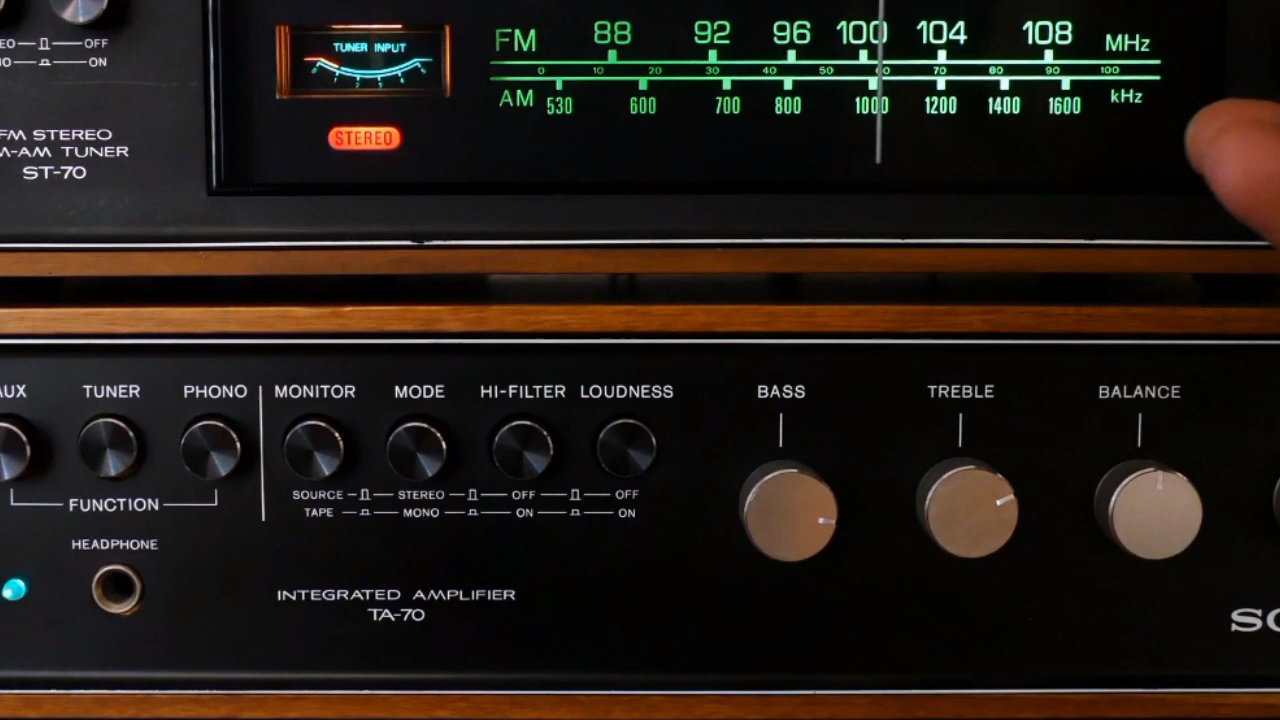 TUNER INPUT
FM 88 92 96 100 104 108 MHz
0 10 20 30 40 50 60 70 80 90 100
AM 530 600 700 800 1000 1200 1400 1600 kHz
STEREO
OFF
ON
FM STEREO
TUNER
ST-70
AUX TUNER PHONO MONITOR MODE HI-FILTER LOUDNESS BASS TREBLE BALANCE
SOURCE STEREO OFF OFF
TAPE MONO ON ON
FUNCTION
HEADPHONE
INTEGRATED AMPLIFIER
TA-70
SO